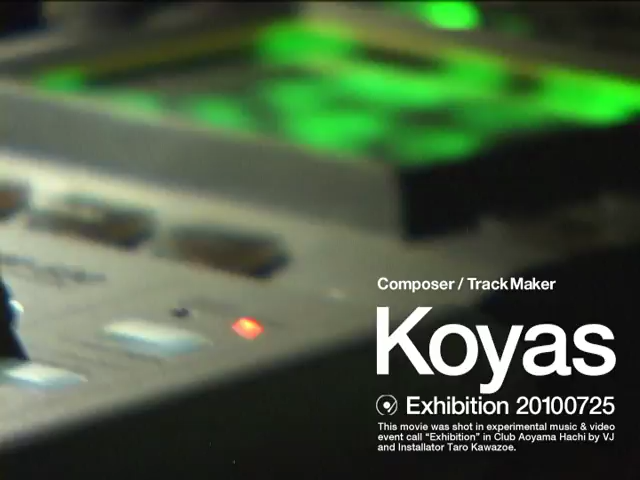 Composer / Track Maker
Koyas
Exhibition 20100725
This movie was shot in experimental music & video
event call “Exhibition” in Club Aoyama Hachi by VJ
and Installator Taro Kawazoe.